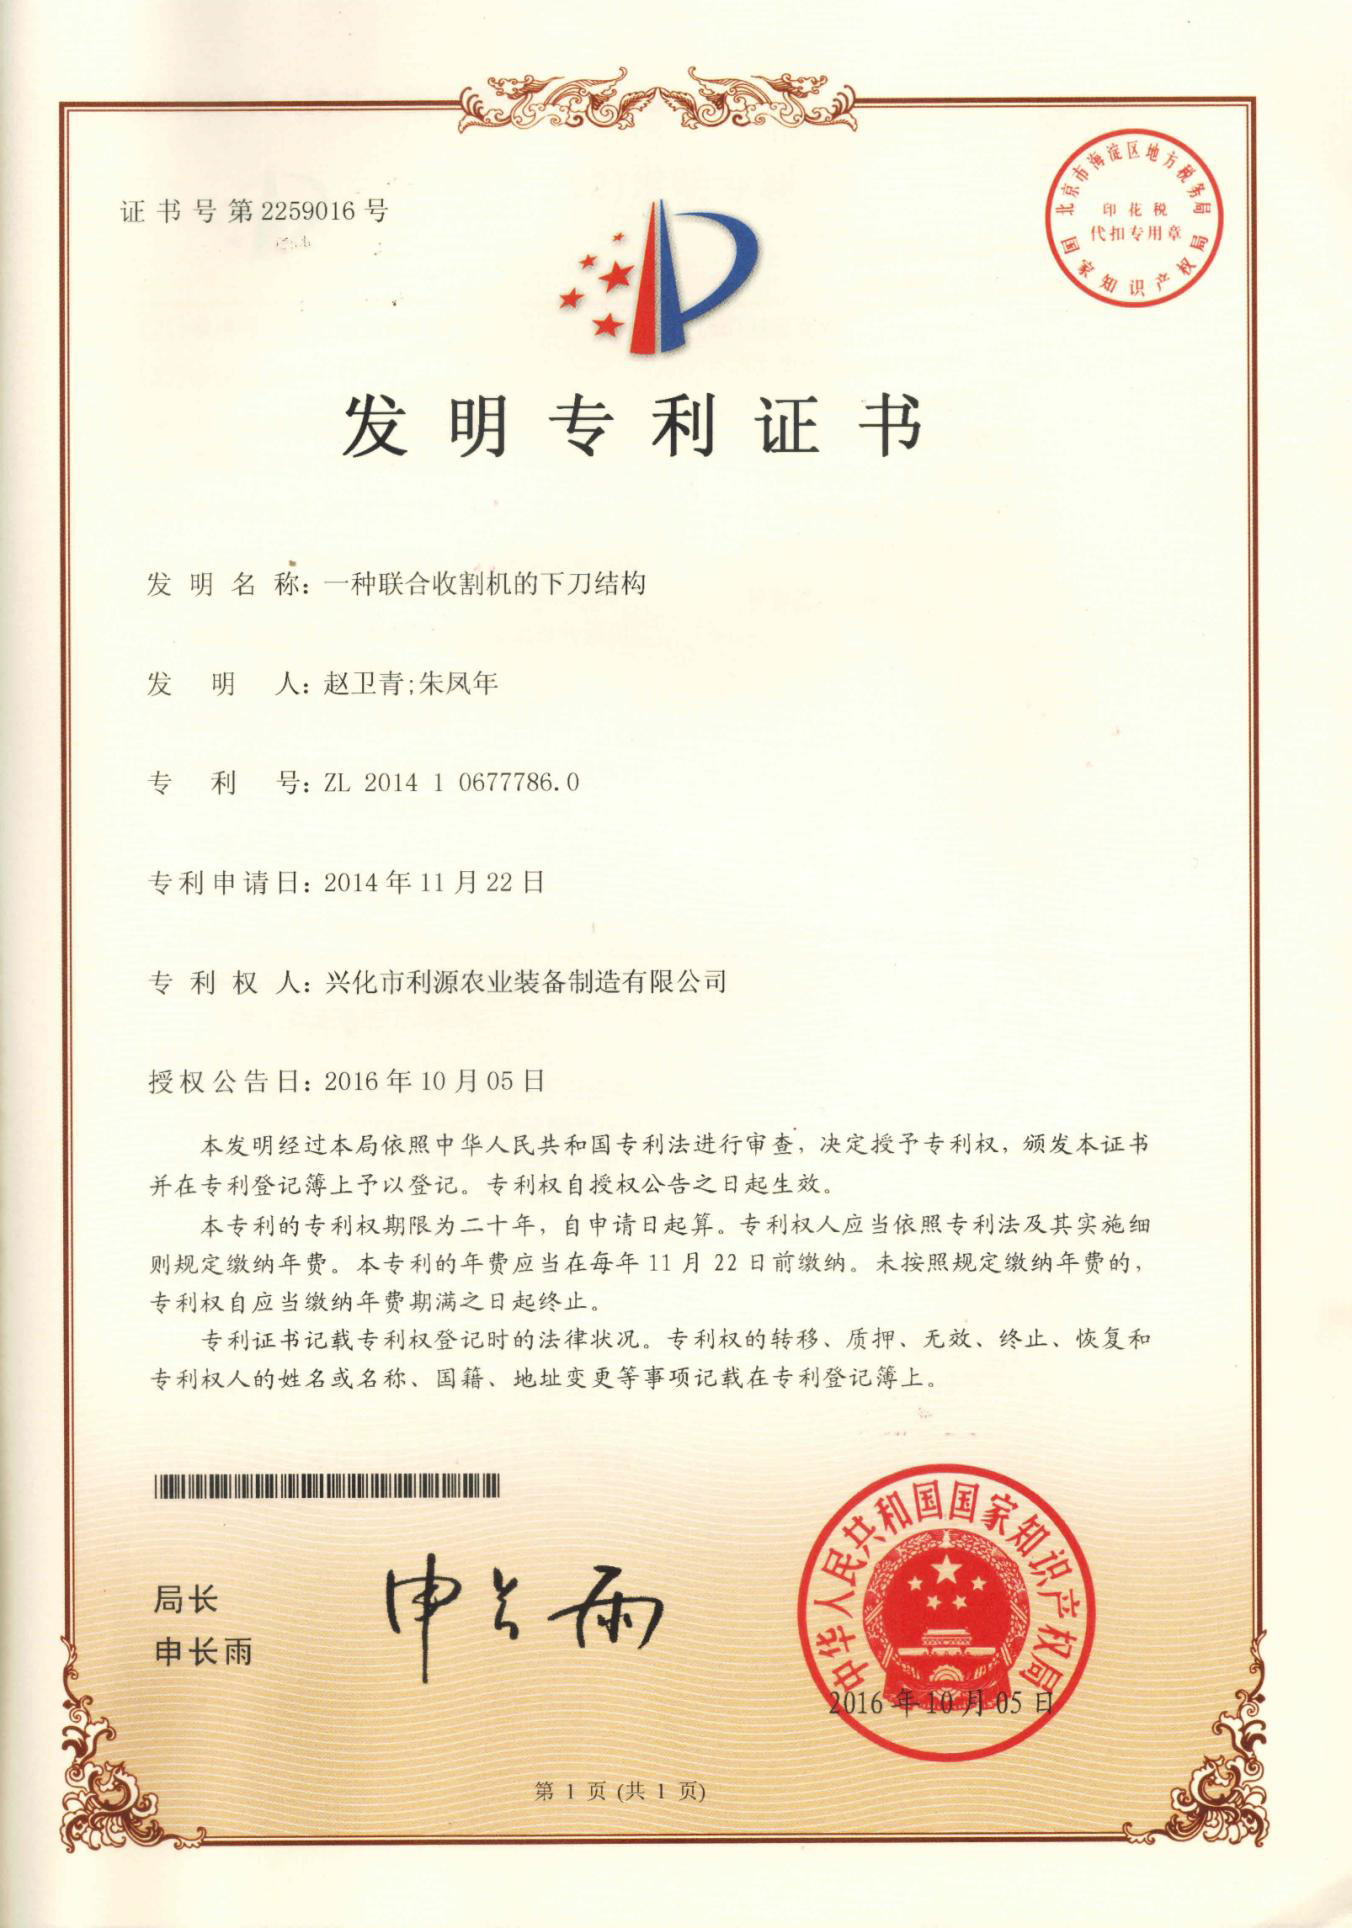 证书号第2259016号
北京市海淀区地方税务局
印花税
代扣专用章
国家知识产权局
发明专利证书
发明名称：一种联合收割机的下刀结构
发明人：赵卫青;朱凤年
专利号：ZL 2014 1 0677786.0
专利申请日：2014年11月22日
专利权人：兴化市利源农业装备制造有限公司
授权公告日：2016年10月05日
本发明经过本局依照中华人民共和国专利法进行审查，决定授予专利权，颁发本证书
并在专利登记簿上予以登记。专利权自授权公告之日起生效。
本专利的专利权期限为二十年，自申请日起算。专利权人应当依照专利法及其实施细
则规定缴纳年费。本专利的年费应当在每年11月22日前缴纳。未按照规定缴纳年费的，
专利权自应当缴纳年费期满之日起终止。
专利证书记载专利权登记时的法律状况。专利权的转移、质押、无效、终止、恢复和
专利权人的姓名或名称、国籍、地址变更等事项记载在专利登记簿上。
局长
申长雨
申长雨
中华人民共和国国家知识产权局
2016年10月05日
第 1 页 (共 1 页)